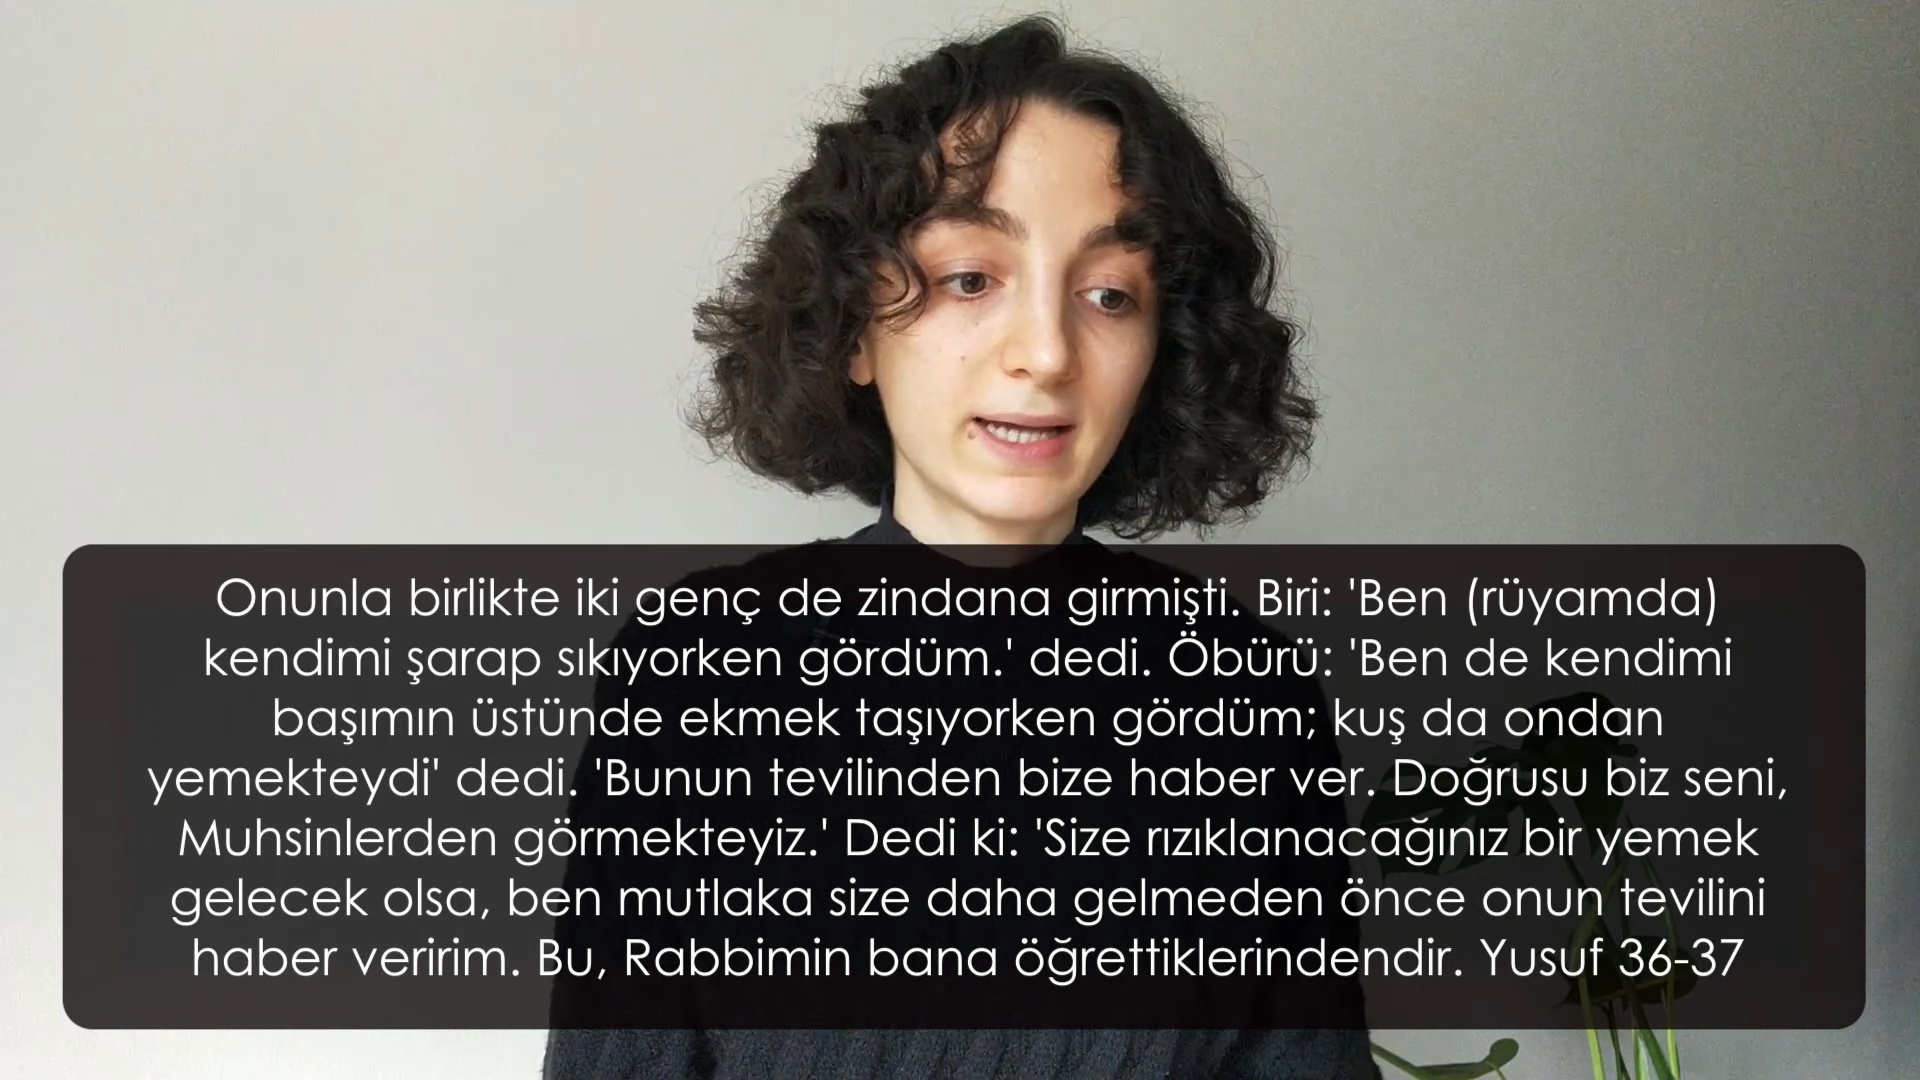 Onunla birlikte iki genç de zindana girmişti. Biri: 'Ben (rüyamda)
kendimi şarap sıkıyorken gördüm.' dedi. Öbürü: 'Ben de kendimi
başımın üstünde ekmek taşıyorken gördüm; kuş da ondan
yemekteydi' dedi. 'Bunun tevilinden bize haber ver. Doğrusu biz seni,
Muhsinlerden görmekteyiz.' Dedi ki: 'Size rızıklanacağınız bir yemek
gelecek olsa, ben mutlaka size daha gelmeden önce onun tevilini
haber veririm. Bu, Rabbimin bana öğrettiklerindendir. Yusuf 36-37